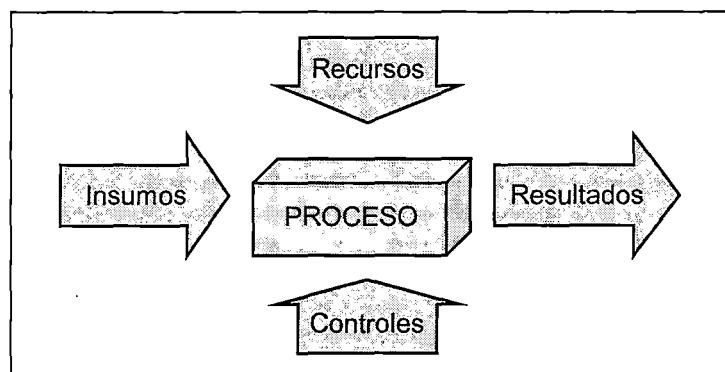 Recursos
Insumos
PROCESO
Resultados
Controles